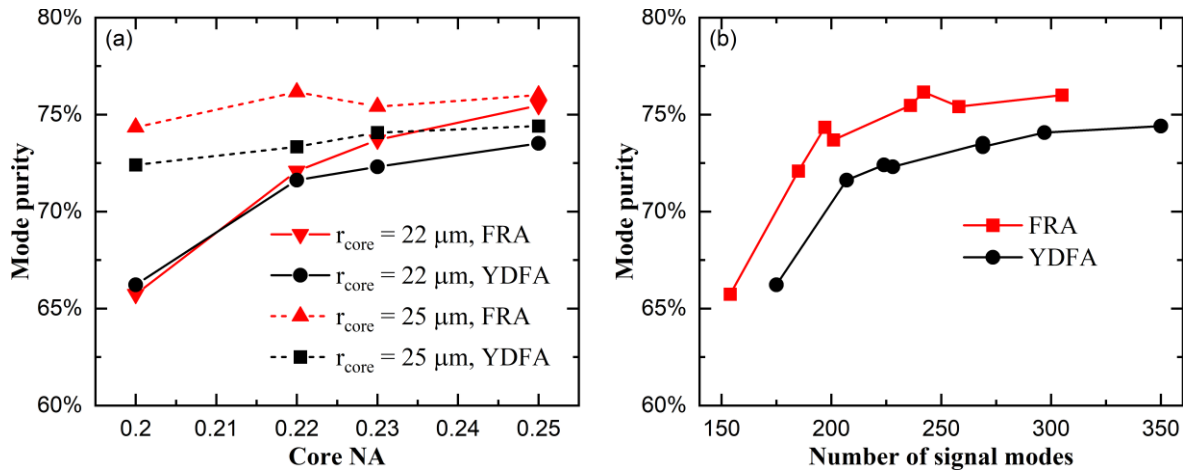 (a)
80%
75%
70%
65%
60%
Mode purity
0.2 0.21 0.22 0.23 0.24 0.25
Core NA
r_core = 22 μm, FRA
r_core = 22 μm, YDFA
r_core = 25 μm, FRA
r_core = 25 μm, YDFA
(b)
80%
75%
70%
65%
60%
Mode purity
150 200 250 300 350
Number of signal modes
FRA
YDFA